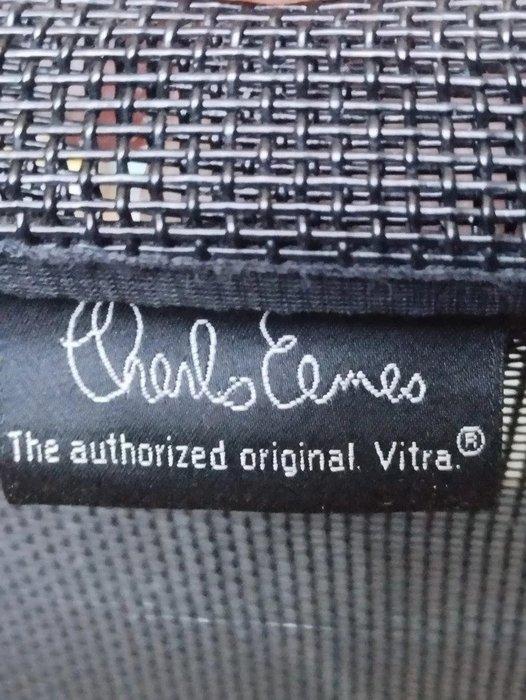 Charles Eames
The authorized original. Vitra.®